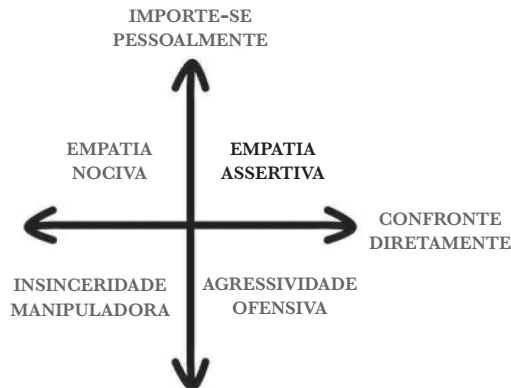 IMPORTE-SE
PESSOALMENTE
EMPATIA
NOCIVA
EMPATIA
ASSERTIVA
CONFRONTE
DIRETAMENTE
INSINCERIDADE
MANIPULADORA
AGRESSIVIDADE
OFENSIVA